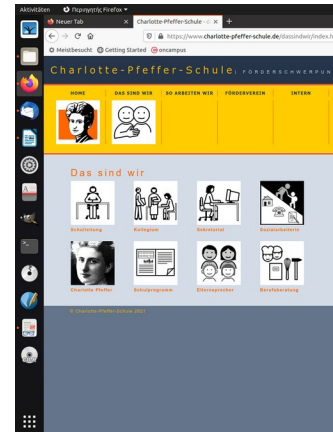 Aktivitäten Περιηγητής Firefox
Neuer Tab × Charlotte-Pfeffer-Schule - × +
https://www.charlotte-pfeffer-schule.de/dassindwir/index.h
Meistbesucht Getting Started oncampus
Charlotte-Pfeffer-Schule| FÖRDERSCHWERPUN
HOME DAS SIND WIR SO ARBEITEN WIR FÖRDERVEREIN INTERN
Das sind wir
Schulleitung Kollegium Sekretariat Sozialarbeiterin
Charlotte Pfeffer Schulprogramm Elternsprecher Berufsberatung
© Charlotte-Pfeffer-Schule 2021